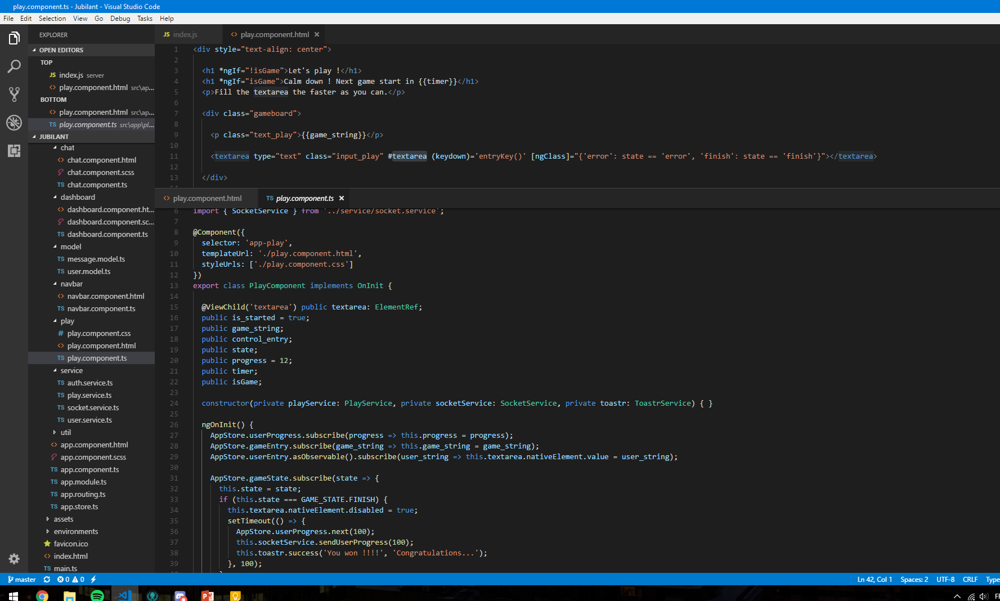 play.component.ts - Jubilant - Visual Studio Code
File Edit Selection View Go Debug Tasks Help
EXPLORER
OPEN EDITORS
TOP
JS index.js server
<> play.component.html src\ap...
BOTTOM
<> play.component.html src\ap...
TS play.component.ts src\app\pl...
JUBILANT
chat
<> chat.component.html
chat.component.scss
TS chat.component.ts
dashboard
<> dashboard.component.ht...
dashboard.component.sc...
TS dashboard.component.ts
model
TS message.model.ts
TS user.model.ts
navbar
<> navbar.component.html
TS navbar.component.ts
play
# play.component.css
<> play.component.html
TS play.component.ts
service
TS auth.service.ts
TS play.service.ts
TS socket.service.ts
TS user.service.ts
util
<> app.component.html
app.component.scss
TS app.component.ts
TS app.module.ts
TS app.routing.ts
TS app.store.ts
assets
environments
favicon.ico
<> index.html
TS main.ts
JS index.js <> play.component.html ×
1 <div style="text-align: center">
2
3 <h1 *ngIf="!isGame">Let's play !</h1>
4 <h1 *ngIf="isGame">Calm down ! Next game start in {{timer}}</h1>
5 <p>Fill the textarea the faster as you can.</p>
6
7 <div class="gameboard">
8
9 <p class="text_play">{{game_string}}</p>
10
11 <textarea type="text" class="input_play" #textarea (keydown)='entryKey()' [ngClass]="{'error': state == 'error', 'finish': state == 'finish'}"></textarea>
12
13 </div>
14
<> play.component.html TS play.component.ts ×
6 import { SocketService } from '../service/socket.service';
7
8 @Component({
9 selector: 'app-play',
10 templateUrl: './play.component.html',
11 styleUrls: ['./play.component.css']
12 })
13 export class PlayComponent implements OnInit {
14
15 @ViewChild('textarea') public textarea: ElementRef;
16 public is_started = true;
17 public game_string;
18 public control_entry;
19 public state;
20 public progress = 12;
21 public timer;
22 public isGame;
23
24 constructor(private playService: PlayService, private socketService: SocketService, private toastr: ToastrService) { }
25
26 ngOnInit() {
27 AppStore.userProgress.subscribe(progress => this.progress = progress);
28 AppStore.gameEntry.subscribe(game_string => this.game_string = game_string);
29 AppStore.userEntry.asObservable().subscribe(user_string => this.textarea.nativeElement.value = user_string);
30
31 AppStore.gameState.subscribe(state => {
32 this.state = state;
33 if (this.state === GAME_STATE.FINISH) {
34 this.textarea.nativeElement.disabled = true;
35 setTimeout(() => {
36 AppStore.userProgress.next(100);
37 this.socketService.sendUserProgress(100);
38 this.toastr.success('You won !!!!', 'Congratulations...');
39 }, 100);
master 0 0 Ln 42, Col 1 Spaces: 2 UTF-8 CRLF Type
FR